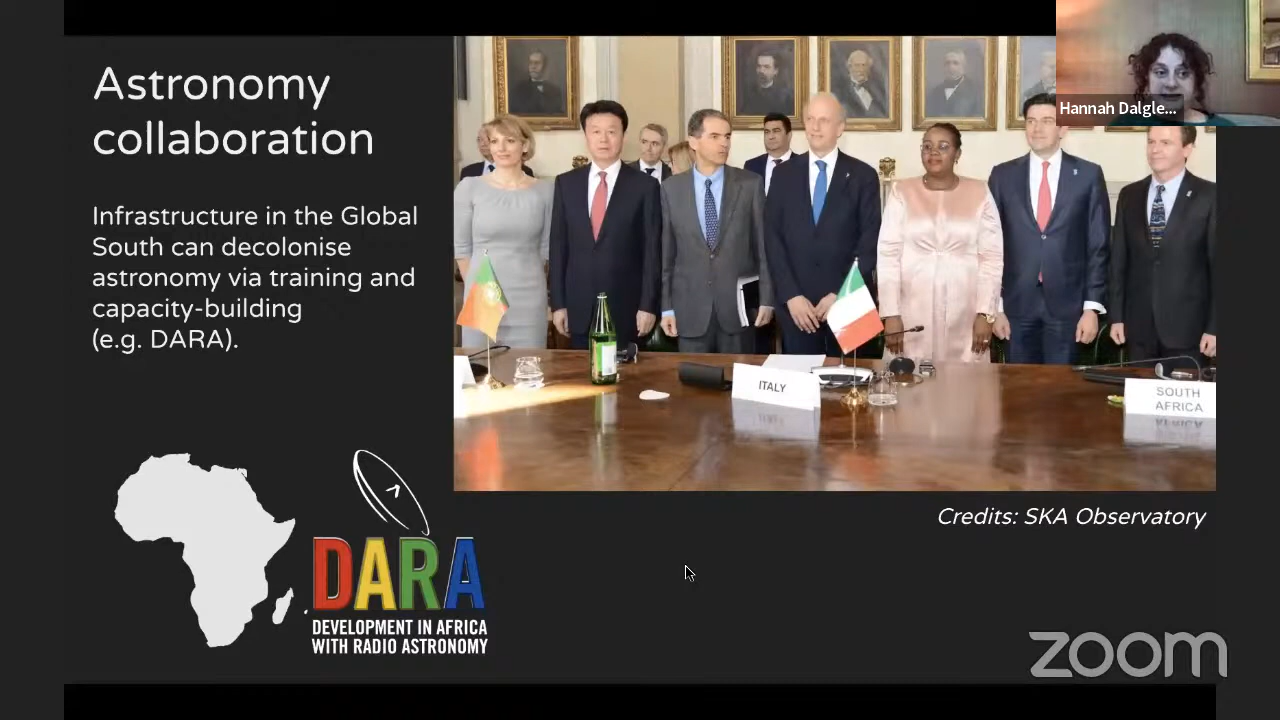 Astronomy
collaboration
Infrastructure in the Global
South can decolonise
astronomy via training and
capacity-building
(e.g. DARA).
Hannah Dalgle...
ITALY
SOUTH
AFRICA
Credits: SKA Observatory
DARA
DEVELOPMENT IN AFRICA
WITH RADIO ASTRONOMY
zoom